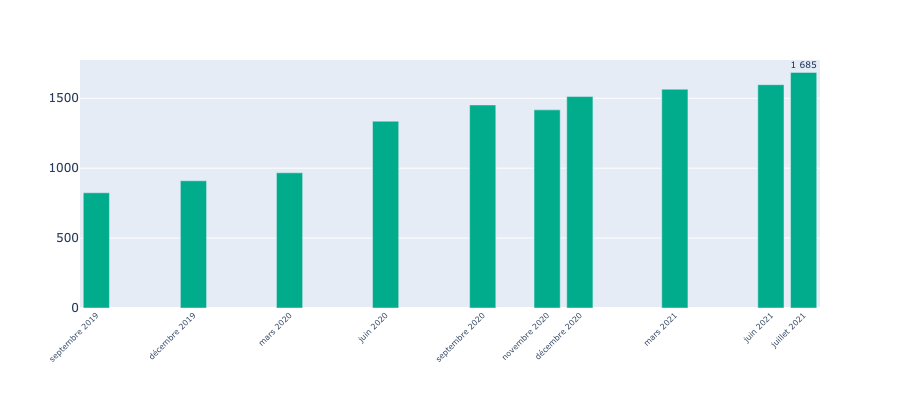 1 685
1500
1000
500
0
septembre 2019
décembre 2019
mars 2020
juin 2020
septembre 2020
novembre 2020
décembre 2020
mars 2021
juin 2021
juillet 2021